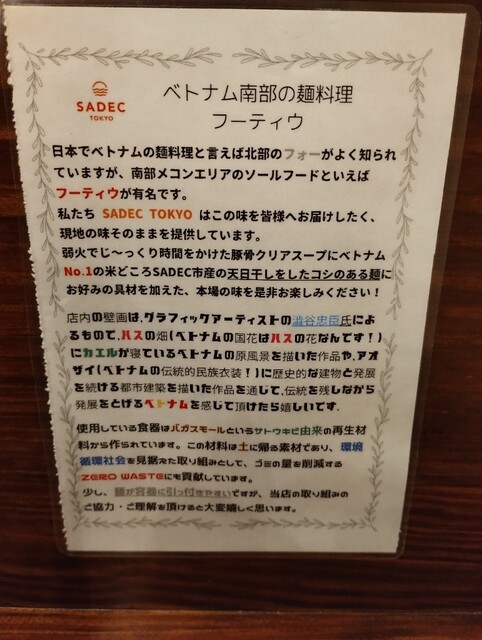 SADEC
TOKYO
ベトナム南部の麺料理
フーティウ
日本でベトナムの麺料理と言えば北部のフォーがよく知られ
ていますが、南部メコンエリアのソールフードといえば
フーティウが有名です。
私たち SADEC TOKYO はこの味を皆様へお届けしたく、
現地の味そのままを提供しています。
弱火でじ〜っくり時間をかけた豚骨クリアスープにベトナム
No.1の米どころSADEC市産の天日干しをしたコシのある麺に
お好みの具材を加えた、本場の味を是非お楽しみください！
店内の壁画は、グラフィックアーティストの澁谷忠臣氏によ
るもので、ハスの畑(ベトナムの国花はハスの花なんです！)
にカエルが寝ているベトナムの原風景を描いた作品や、アオ
ザイ(ベトナムの伝統的民族衣装！)に歴史的な建物と発展
を続ける都市建築を描いた作品を通じて、伝統を残しながら
発展をとげるベトナムを感じて頂けたら嬉しいです.
使用している食器はバガスモールというサトウキビ由来の再生材
料から作られています。この材料は土に帰る素材であり、環境
循環社会を見据えた取り組みとして、ゴミの量を削減する
ZERO WASTEにも貢献しています。
少し、麺が容器に引っ付きやすいですが、当店の取り組みの
ご協力・ご理解を頂けると大変嬉しく思います。